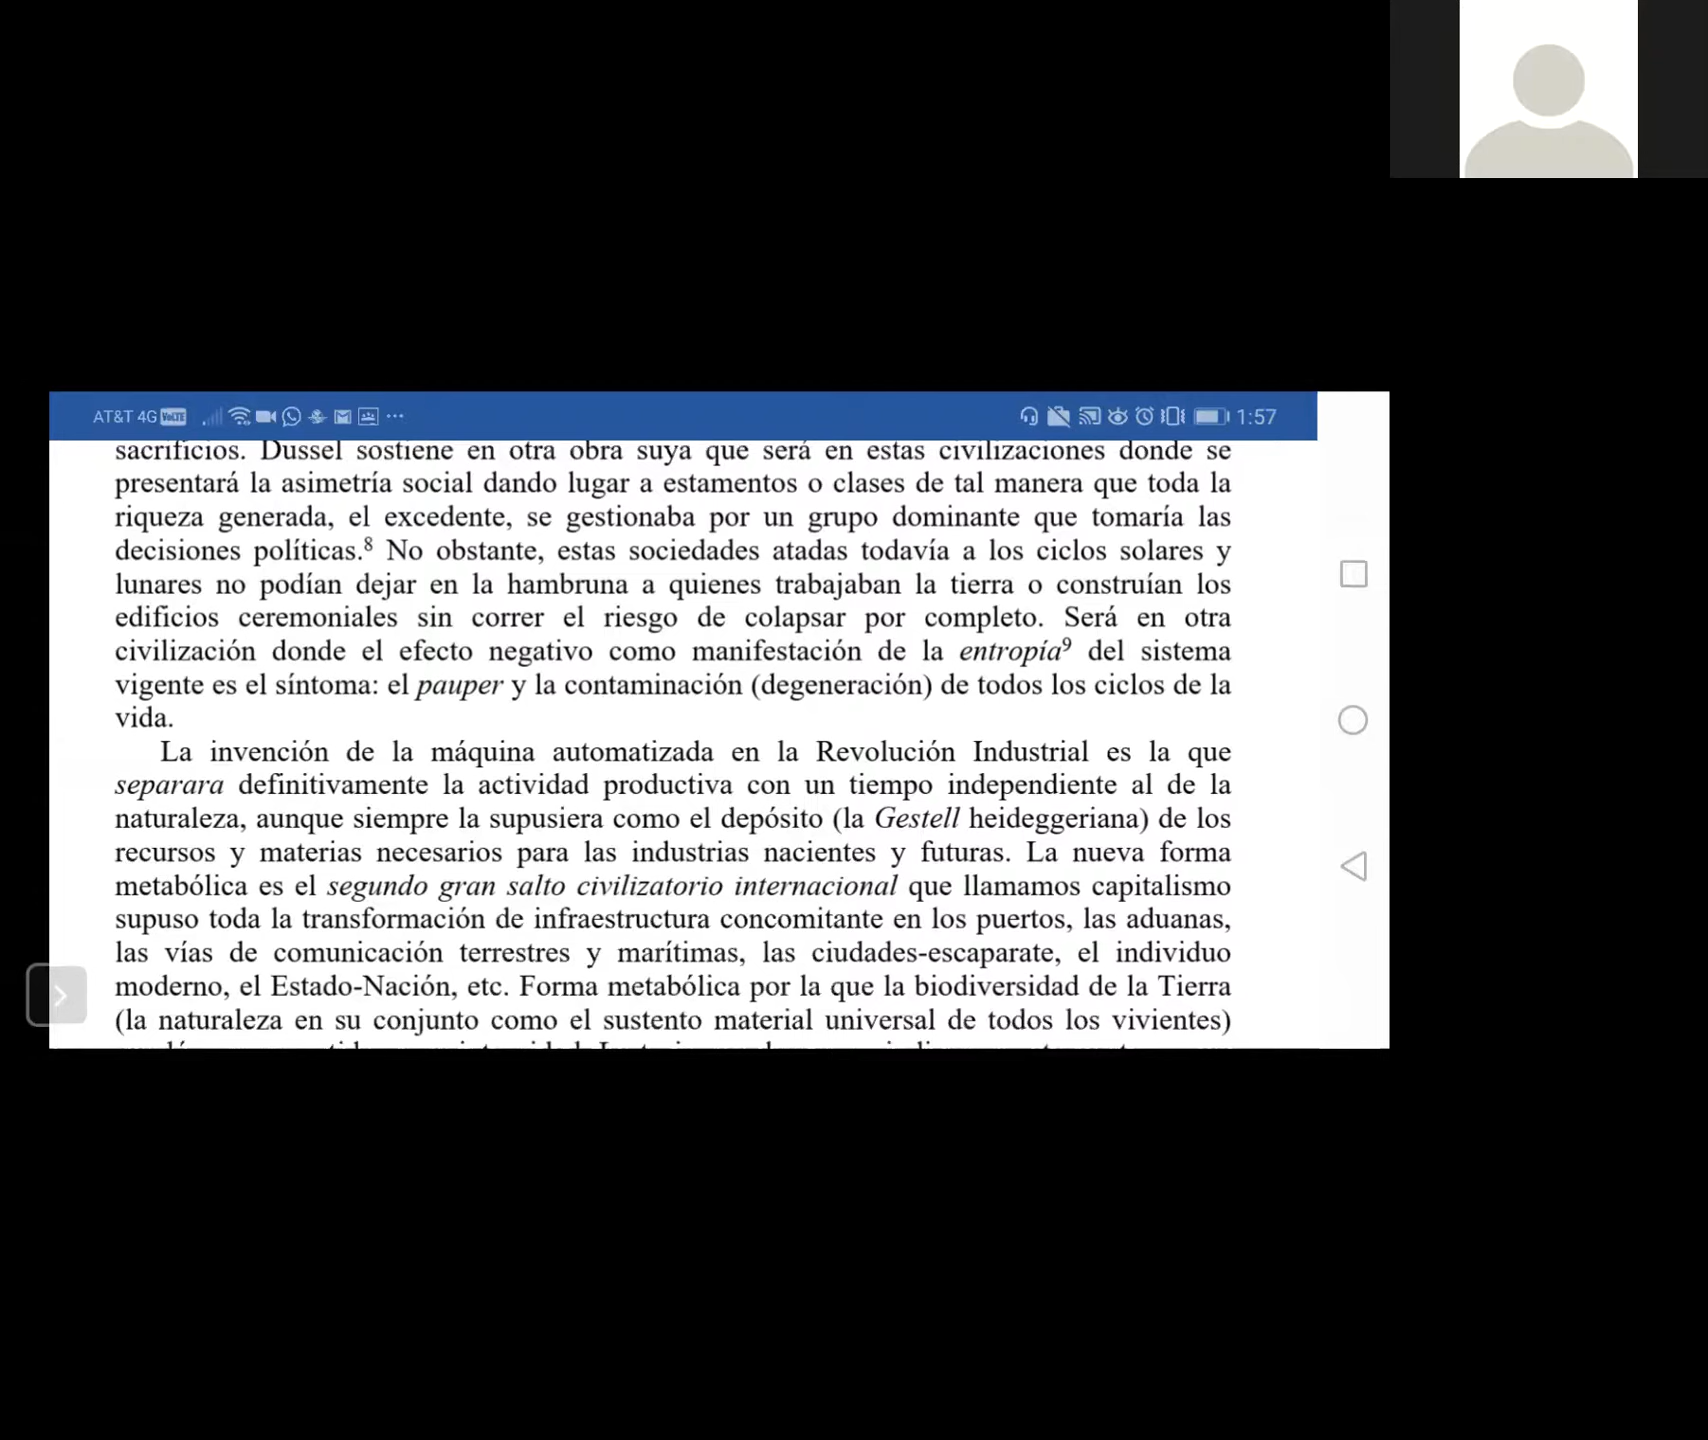 AT&T 4G VoLTE 1:57
sacrificios. Dussel sostiene en otra obra suya que será en estas civilizaciones donde se
presentará la asimetría social dando lugar a estamentos o clases de tal manera que toda la
riqueza generada, el excedente, se gestionaba por un grupo dominante que tomaría las
decisiones políticas.⁸ No obstante, estas sociedades atadas todavía a los ciclos solares y
lunares no podían dejar en la hambruna a quienes trabajaban la tierra o construían los
edificios ceremoniales sin correr el riesgo de colapsar por completo. Será en otra
civilización donde el efecto negativo como manifestación de la entropía⁹ del sistema
vigente es el síntoma: el pauper y la contaminación (degeneración) de todos los ciclos de la
vida.
La invención de la máquina automatizada en la Revolución Industrial es la que
separara definitivamente la actividad productiva con un tiempo independiente al de la
naturaleza, aunque siempre la supusiera como el depósito (la Gestell heideggeriana) de los
recursos y materias necesarios para las industrias nacientes y futuras. La nueva forma
metabólica es el segundo gran salto civilizatorio internacional que llamamos capitalismo
supuso toda la transformación de infraestructura concomitante en los puertos, las aduanas,
las vías de comunicación terrestres y marítimas, las ciudades-escaparate, el individuo
moderno, el Estado-Nación, etc. Forma metabólica por la que la biodiversidad de la Tierra
(la naturaleza en su conjunto como el sustento material universal de todos los vivientes)